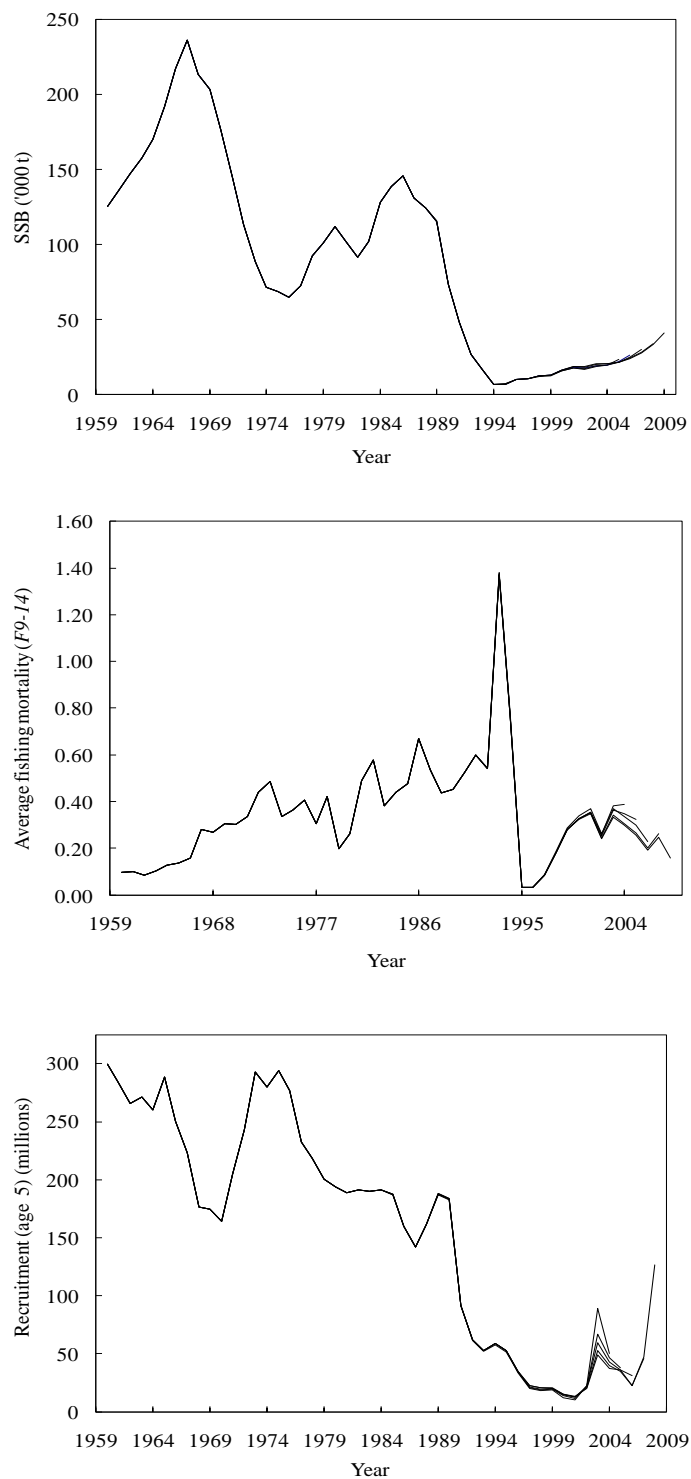 250
200
150
100
50
0
SSB ('000 t)
1959 1964 1969 1974 1979 1984 1989 1994 1999 2004 2009
Year
1.60
1.40
1.20
1.00
0.80
0.60
0.40
0.20
0.00
Average fishing mortality (F9-14)
1959 1968 1977 1986 1995 2004
Year
300
250
200
150
100
50
0
Recruitment (age 5) (millions)
1959 1964 1969 1974 1979 1984 1989 1994 1999 2004 2009
Year